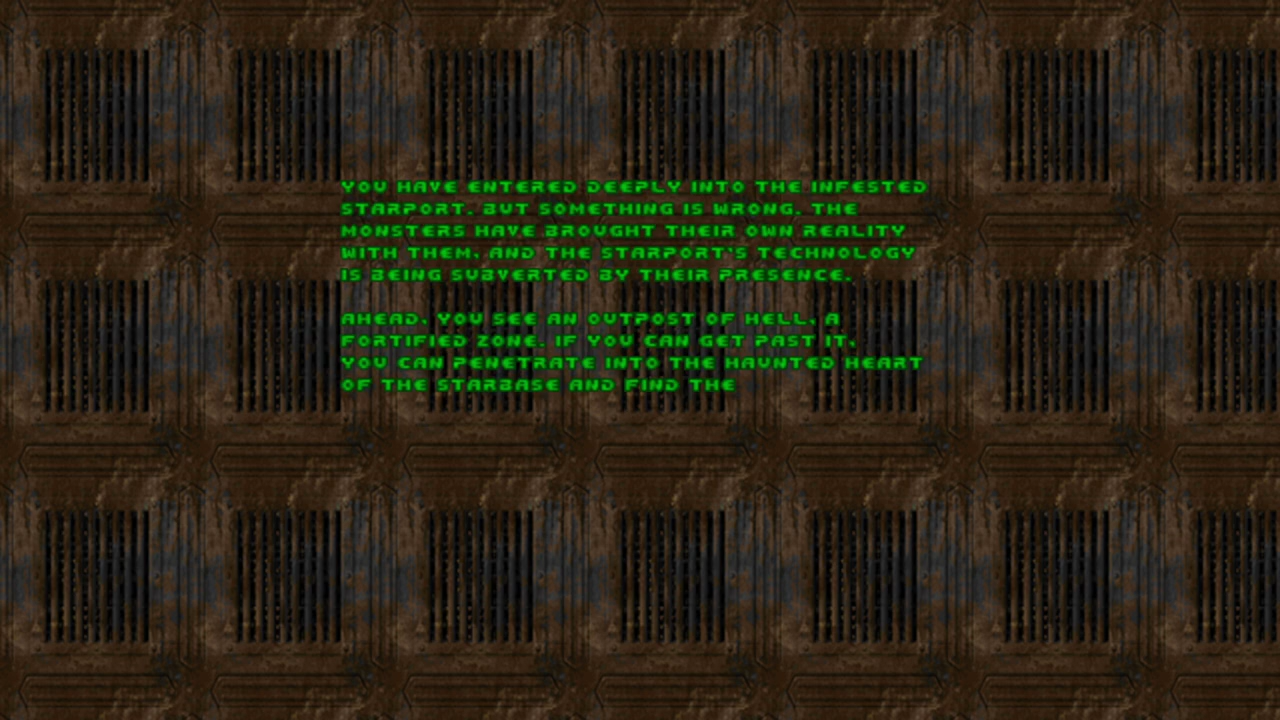 YOU HAVE ENTERED DEEPLY INTO THE INFESTED
STARPORT. BUT SOMETHING IS WRONG. THE
MONSTERS HAVE BROUGHT THEIR OWN REALITY
WITH THEM, AND THE STARPORT'S TECHNOLOGY
IS BEING SUBVERTED BY THEIR PRESENCE.

AHEAD, YOU SEE AN OUTPOST OF HELL, A
FORTIFIED ZONE. IF YOU CAN GET PAST IT,
YOU CAN PENETRATE INTO THE HAUNTED HEART
OF THE STARBASE AND FIND THE